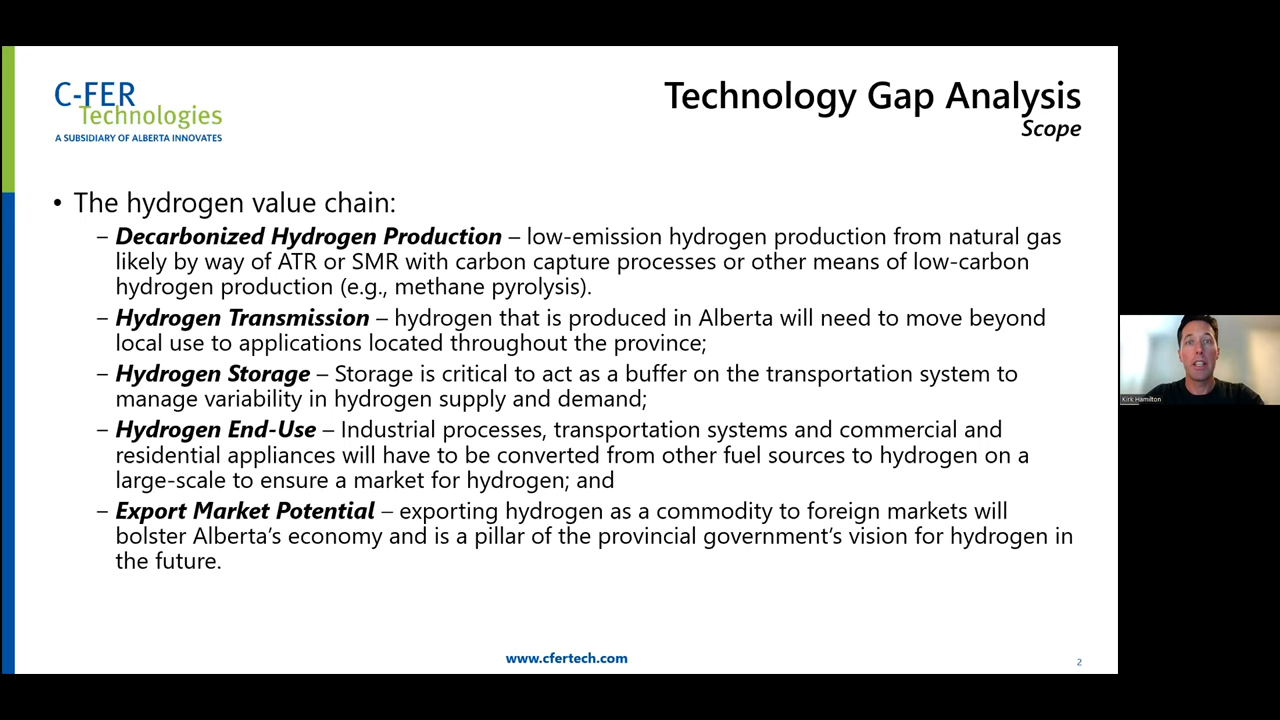 C-FER
Technologies
A SUBSIDIARY OF ALBERTA INNOVATES
Technology Gap Analysis
Scope
• The hydrogen value chain:
– Decarbonized Hydrogen Production – low-emission hydrogen production from natural gas
likely by way of ATR or SMR with carbon capture processes or other means of low-carbon
hydrogen production (e.g., methane pyrolysis).
– Hydrogen Transmission – hydrogen that is produced in Alberta will need to move beyond
local use to applications located throughout the province;
– Hydrogen Storage – Storage is critical to act as a buffer on the transportation system to
manage variability in hydrogen supply and demand;
– Hydrogen End-Use – Industrial processes, transportation systems and commercial and
residential appliances will have to be converted from other fuel sources to hydrogen on a
large-scale to ensure a market for hydrogen; and
– Export Market Potential – exporting hydrogen as a commodity to foreign markets will
bolster Alberta's economy and is a pillar of the provincial government's vision for hydrogen in
the future.
Kirk Hamilton
www.cfertech.com
2